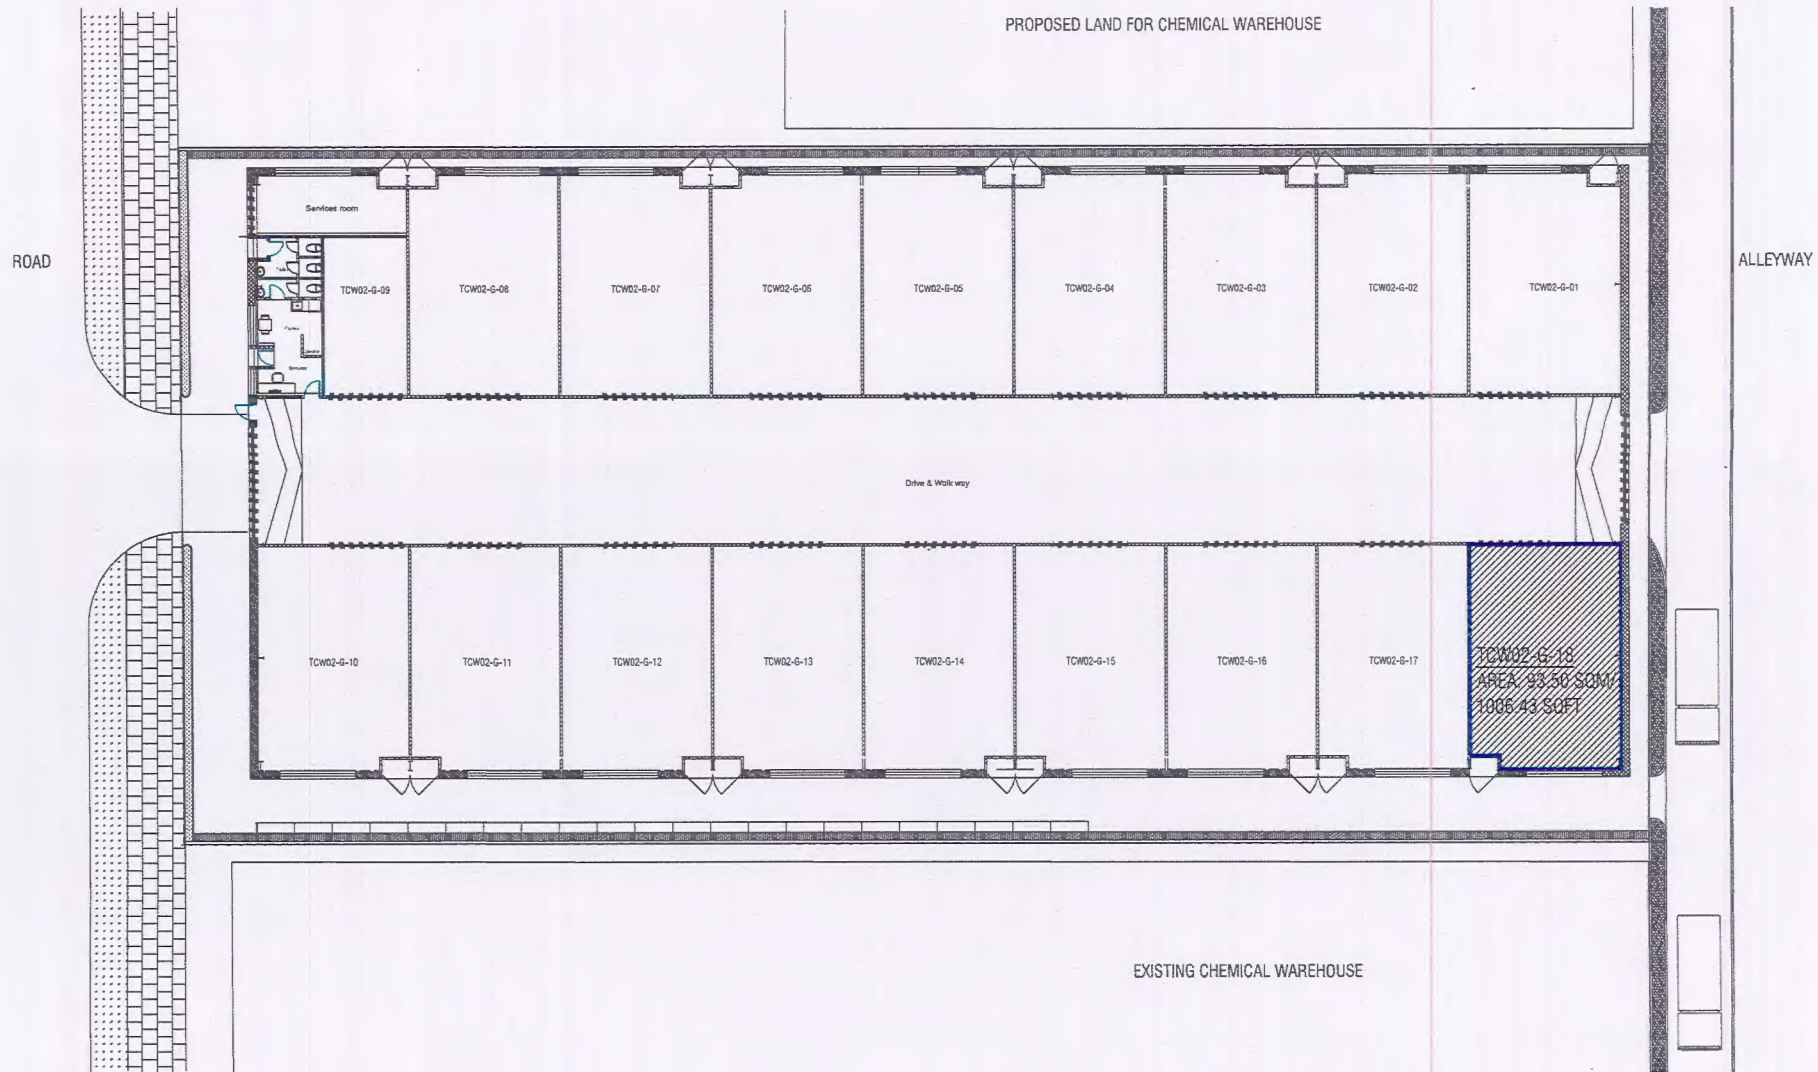 PROPOSED LAND FOR CHEMICAL WAREHOUSE
Services room
ROAD
ALLEYWAY
TCW02-G-09
TCW02-G-08
TCW02-G-07
TCW02-G-06
TCW02-G-05
TCW02-G-04
TCW02-G-03
TCW02-G-02
TCW02-G-01
Drive & Walk way
TCW02-G-10
TCW02-G-11
TCW02-G-12
TCW02-G-13
TCW02-G-14
TCW02-G-15
TCW02-G-16
TCW02-G-17
TCW02-G-18
AREA: 93.50 SQM/
1006.43 SQFT
EXISTING CHEMICAL WAREHOUSE